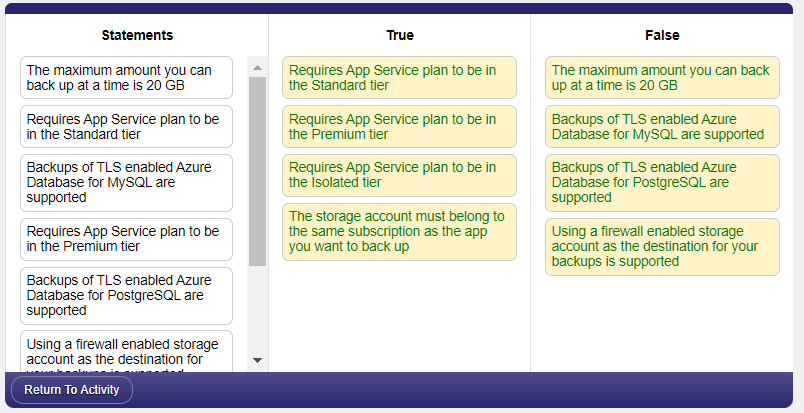 Statements
The maximum amount you can
back up at a time is 20 GB
Requires App Service plan to be
in the Standard tier
Backups of TLS enabled Azure
Database for MySQL are
supported
Requires App Service plan to be
in the Premium tier
Backups of TLS enabled Azure
Database for PostgreSQL are
supported
Using a firewall enabled storage
account as the destination for
your backups is supported
True
Requires App Service plan to be in
the Standard tier
Requires App Service plan to be in
the Premium tier
Requires App Service plan to be in
the Isolated tier
The storage account must belong to
the same subscription as the app
you want to back up
False
The maximum amount you can back
up at a time is 20 GB
Backups of TLS enabled Azure
Database for MySQL are supported
Backups of TLS enabled Azure
Database for PostgreSQL are
supported
Using a firewall enabled storage
account as the destination for your
backups is supported
Return To Activity